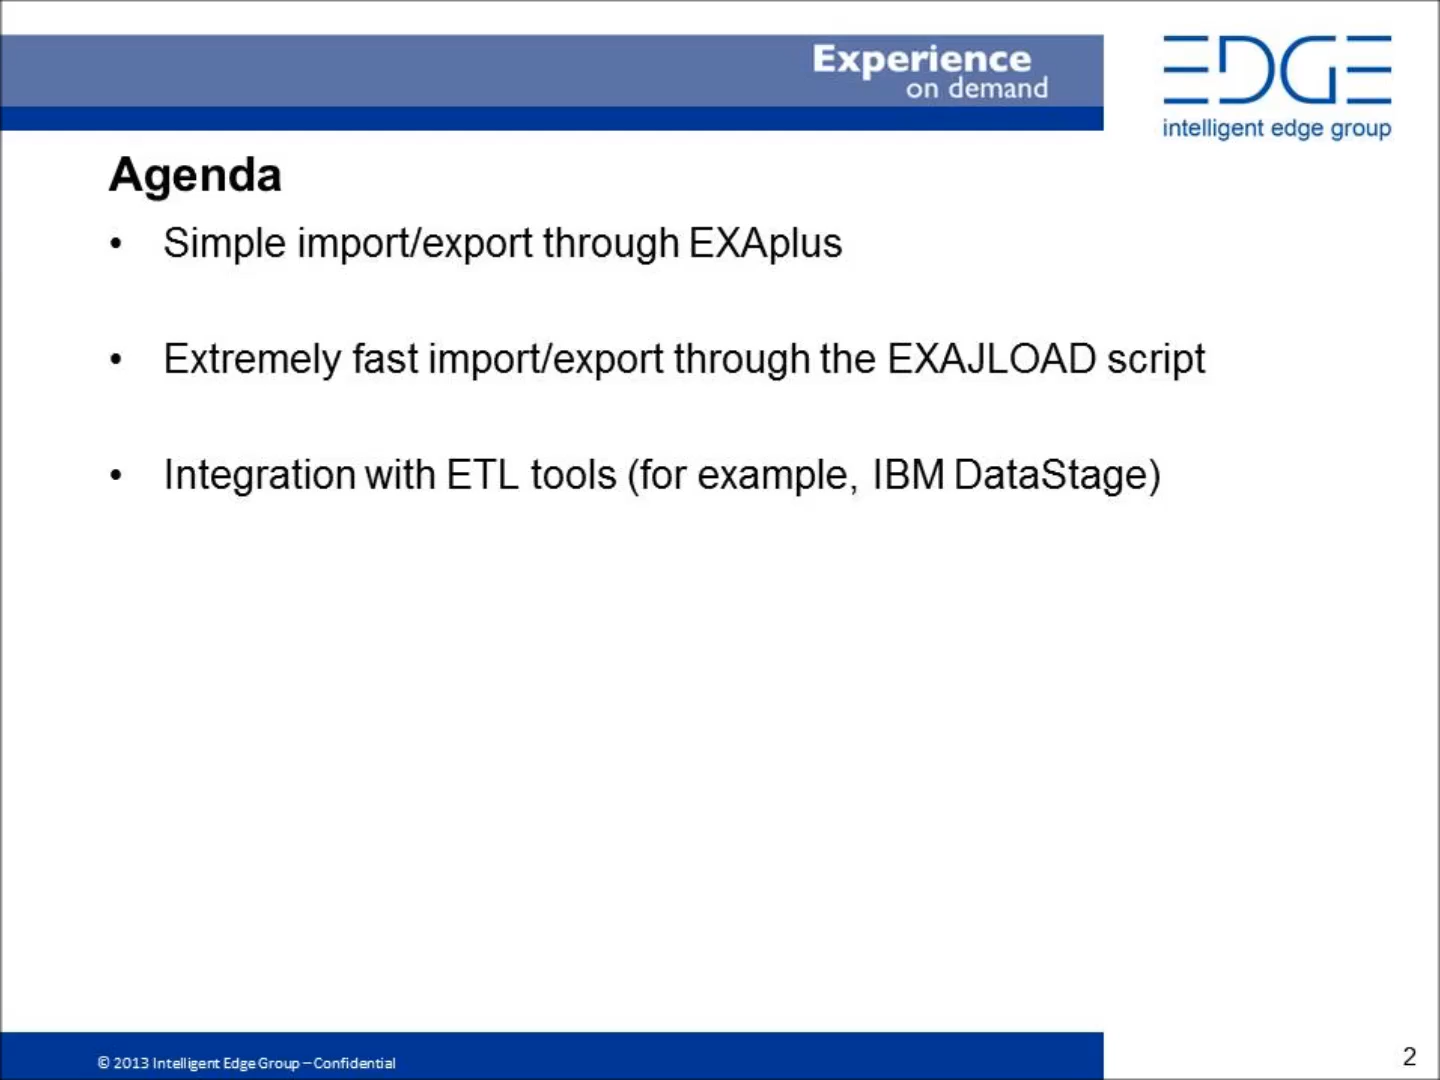 Experience
on demand
EDGE
intelligent edge group
Agenda
• Simple import/export through EXAplus
• Extremely fast import/export through the EXAJLOAD script
• Integration with ETL tools (for example, IBM DataStage)
© 2013 Intelligent Edge Group – Confidential
2